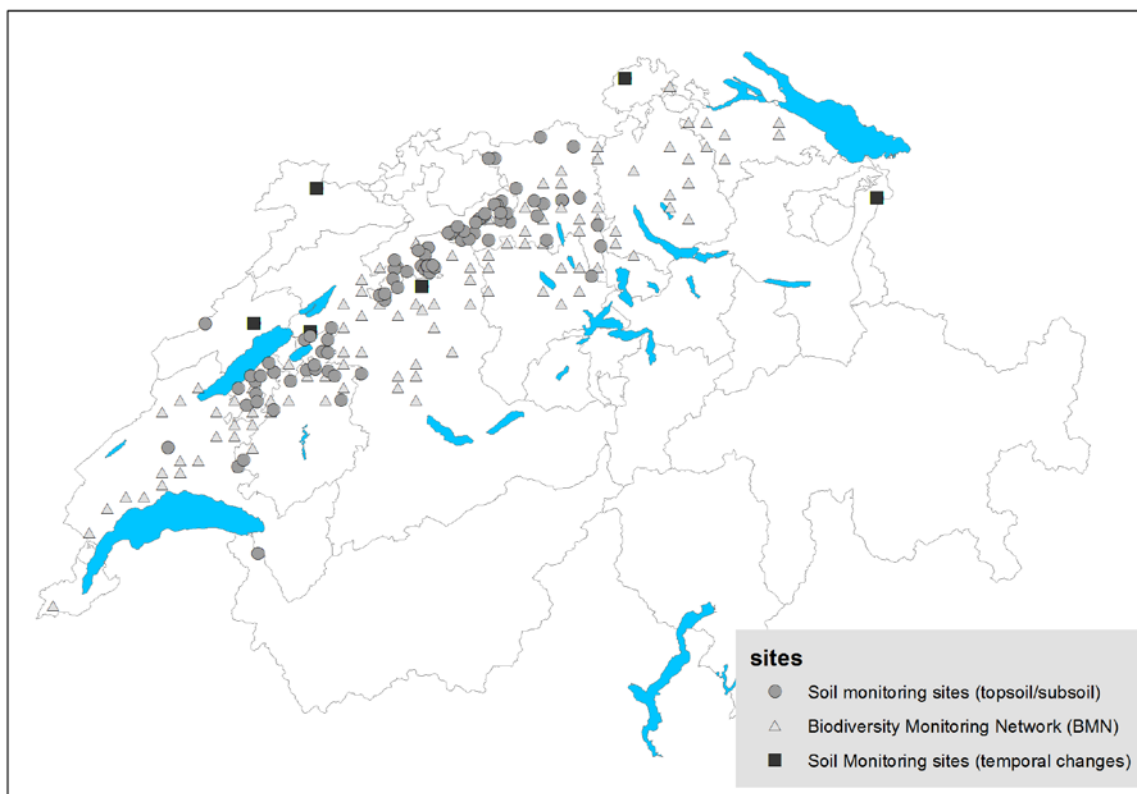 sites
Soil monitoring sites (topsoil/subsoil)
Biodiversity Monitoring Network (BMN)
Soil Monitoring sites (temporal changes)